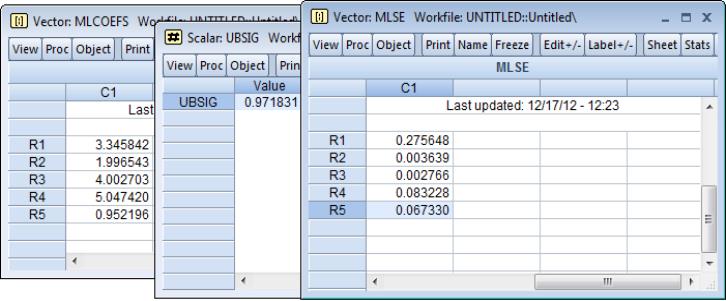 Vector: MLCOEFS Workfile: UNTITLED::Untitled\
View Proc Object Print
C1
Last
R1 3.345842
R2 1.996543
R3 4.002703
R4 5.047420
R5 0.952196
Scalar: UBSIG Workf
View Proc Object Prin
Value
UBSIG 0.971831
Vector: MLSE Workfile: UNTITLED::Untitled\
View Proc Object Print Name Freeze Edit+/- Label+/- Sheet Stats
MLSE
C1
Last updated: 12/17/12 - 12:23
R1 0.275648
R2 0.003639
R3 0.002766
R4 0.083228
R5 0.067330